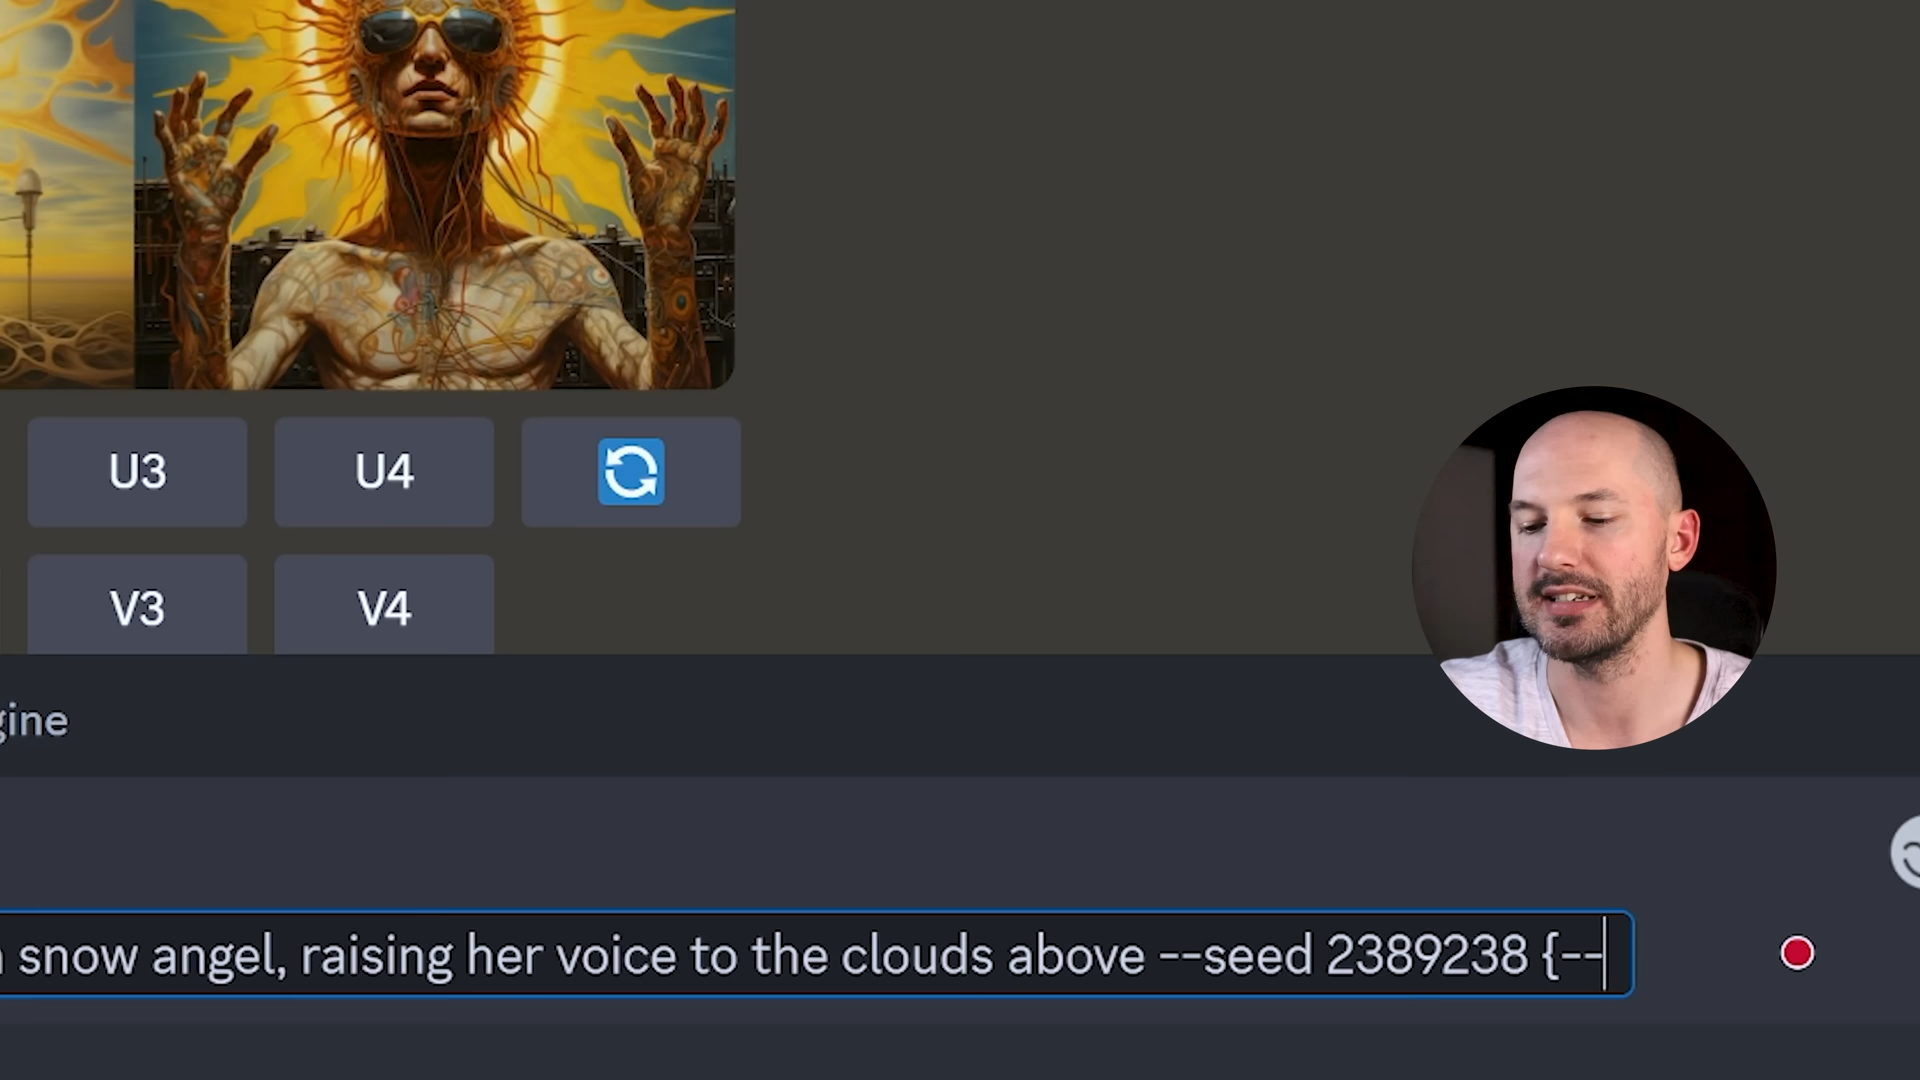 U3 U4
V3 V4
gine
snow angel, raising her voice to the clouds above --seed 2389238 {--